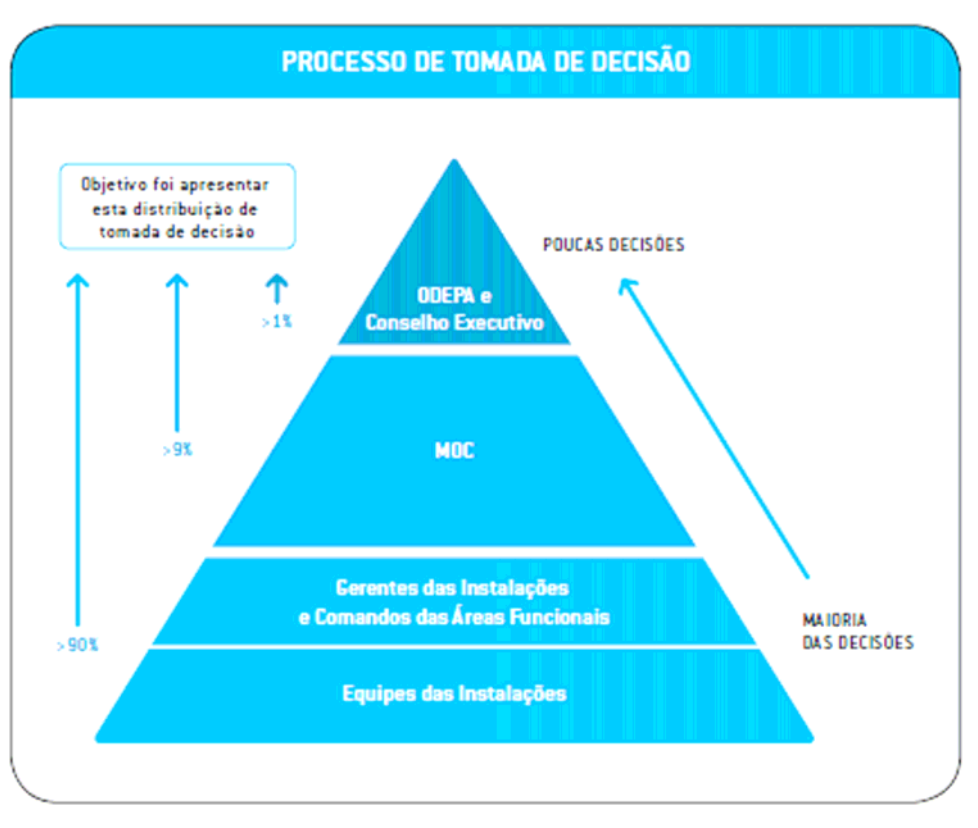 PROCESSO DE TOMADA DE DECISÃO
Objetivo foi apresentar
esta distribuição de
tomada de decisão
>1%
>9%
>90%
POUCAS DECISÕES
ODEPA e
Conselho Executivo
MOC
Gerentes das Instalações
e Comandos das Áreas Funcionais
Equipes das Instalações
MAIORIA
DAS DECISÕES